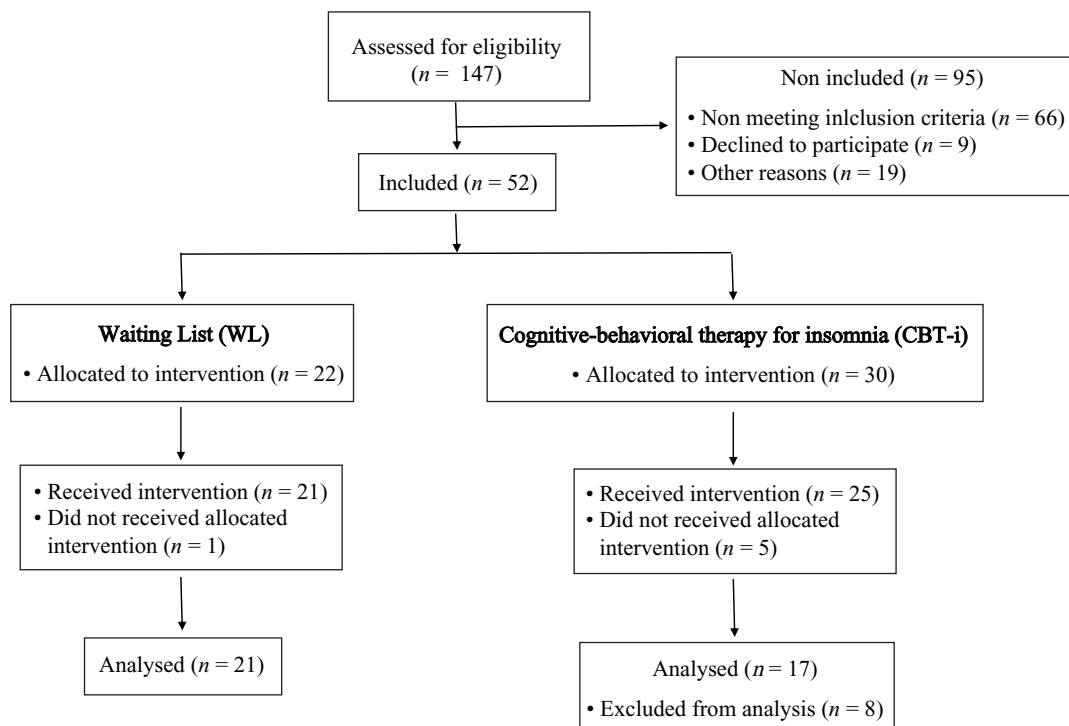 Assessed for eligibility
(n = 147)
Non included (n = 95)
• Non meeting inlclusion criteria (n = 66)
• Declined to participate (n = 9)
• Other reasons (n = 19)
Included (n = 52)
Waiting List (WL)
• Allocated to intervention (n = 22)
Cognitive-behavioral therapy for insomnia (CBT-i)
• Allocated to intervention (n = 30)
• Received intervention (n = 21)
• Did not received allocated
intervention (n = 1)
• Received intervention (n = 25)
• Did not received allocated
intervention (n = 5)
Analysed (n = 21)
Analysed (n = 17)
• Excluded from analysis (n = 8)